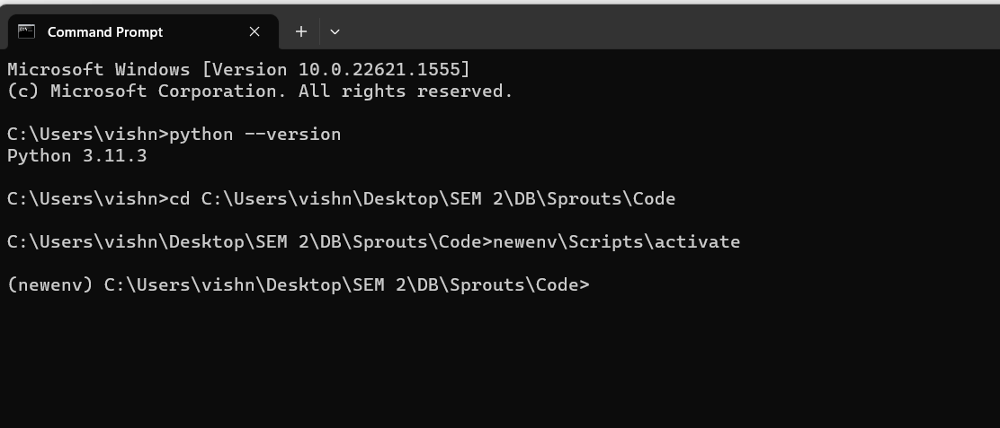 Command Prompt
Microsoft Windows [Version 10.0.22621.1555]
(c) Microsoft Corporation. All rights reserved.
C:\Users\vishn>python --version
Python 3.11.3
C:\Users\vishn>cd C:\Users\vishn\Desktop\SEM 2\DB\Sprouts\Code
C:\Users\vishn\Desktop\SEM 2\DB\Sprouts\Code>newenv\Scripts\activate
(newenv) C:\Users\vishn\Desktop\SEM 2\DB\Sprouts\Code>